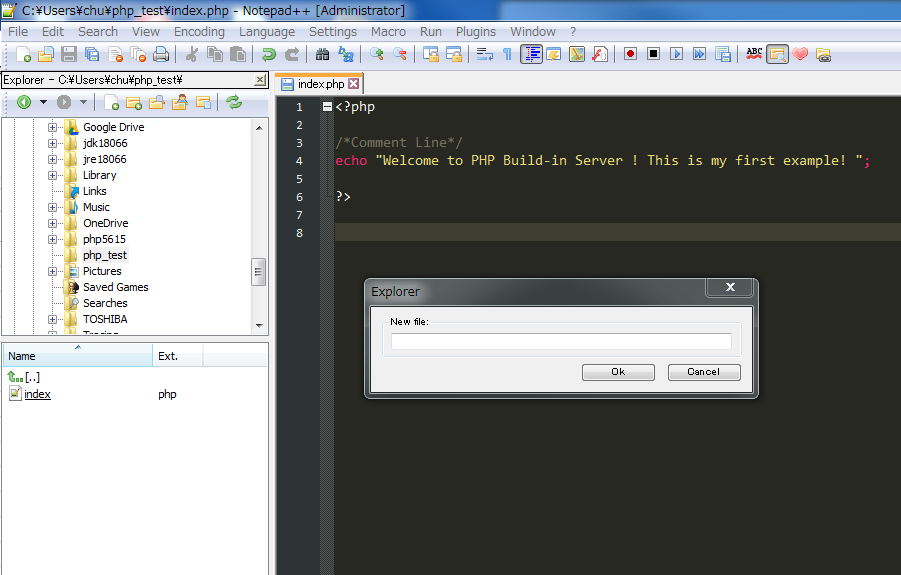 C:¥Users¥chu¥php_test¥index.php - Notepad++ [Administrator]
File Edit Search View Encoding Language Settings Macro Run Plugins Window ?
ABC
Explorer - C:¥Users¥chu¥php_test¥
index.php
Google Drive
jdk18066
jre18066
Library
Links
Music
OneDrive
php5615
php_test
Pictures
Saved Games
Searches
TOSHIBA
Name Ext.
[..]
index php
1 <?php
2
3 /*Comment Line*/
4 echo "Welcome to PHP Build-in Server ! This is my first example! ";
5
6 ?>
7
8
Explorer
New file:
Ok Cancel